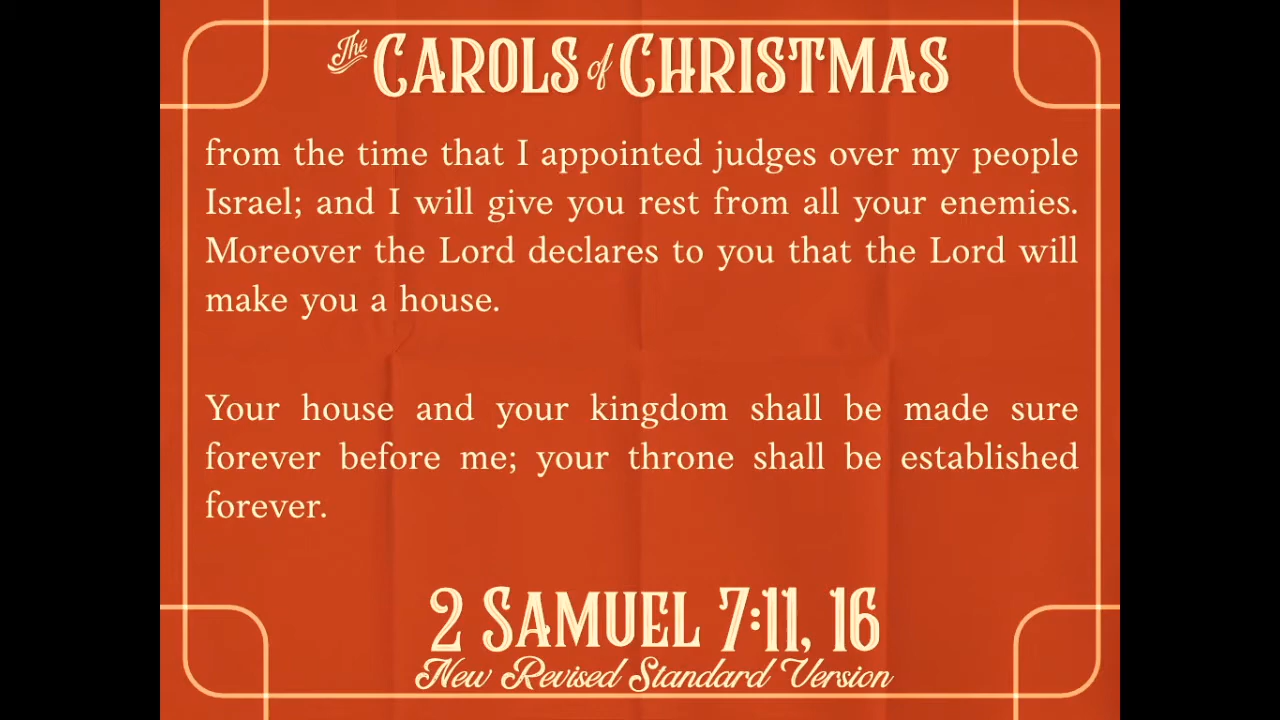 The CAROLS of CHRISTMAS
from the time that I appointed judges over my people
Israel; and I will give you rest from all your enemies.
Moreover the Lord declares to you that the Lord will
make you a house.
Your house and your kingdom shall be made sure
forever before me; your throne shall be established
forever.
2 SAMUEL 7:11, 16
New Revised Standard Version